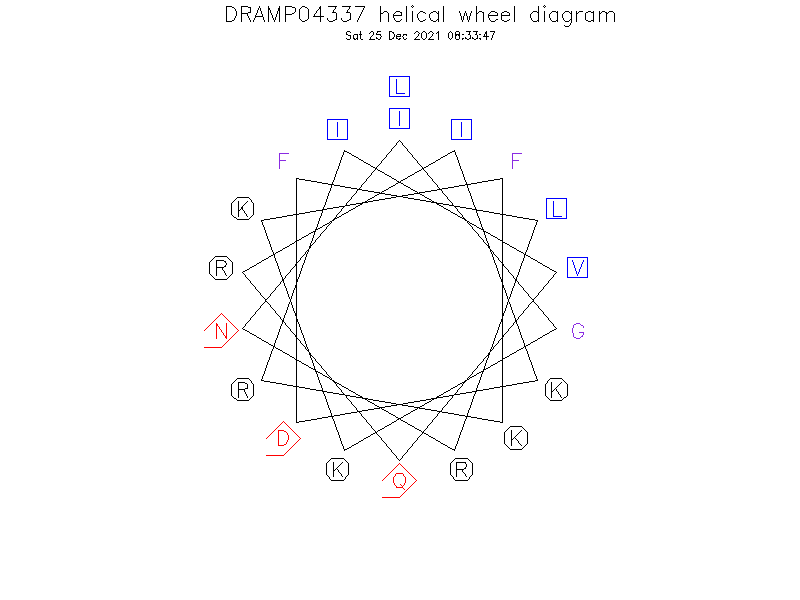 DRAMP04337 helical wheel diagram
Sat 25 Dec 2021 08:33:47
L
I I I
F F
K L
R V
N G
R K
D K
K R
Q